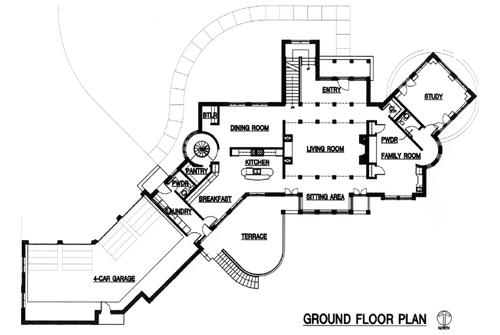 ENTRY
STUDY
BTLR
DINING ROOM
LIVING ROOM
PWDR
FAMILY ROOM
KITCHEN
PANTRY
PWDR
BREAKFAST
SITTING AREA
LAUNDRY
TERRACE
4-CAR GARAGE
GROUND FLOOR PLAN
NORTH